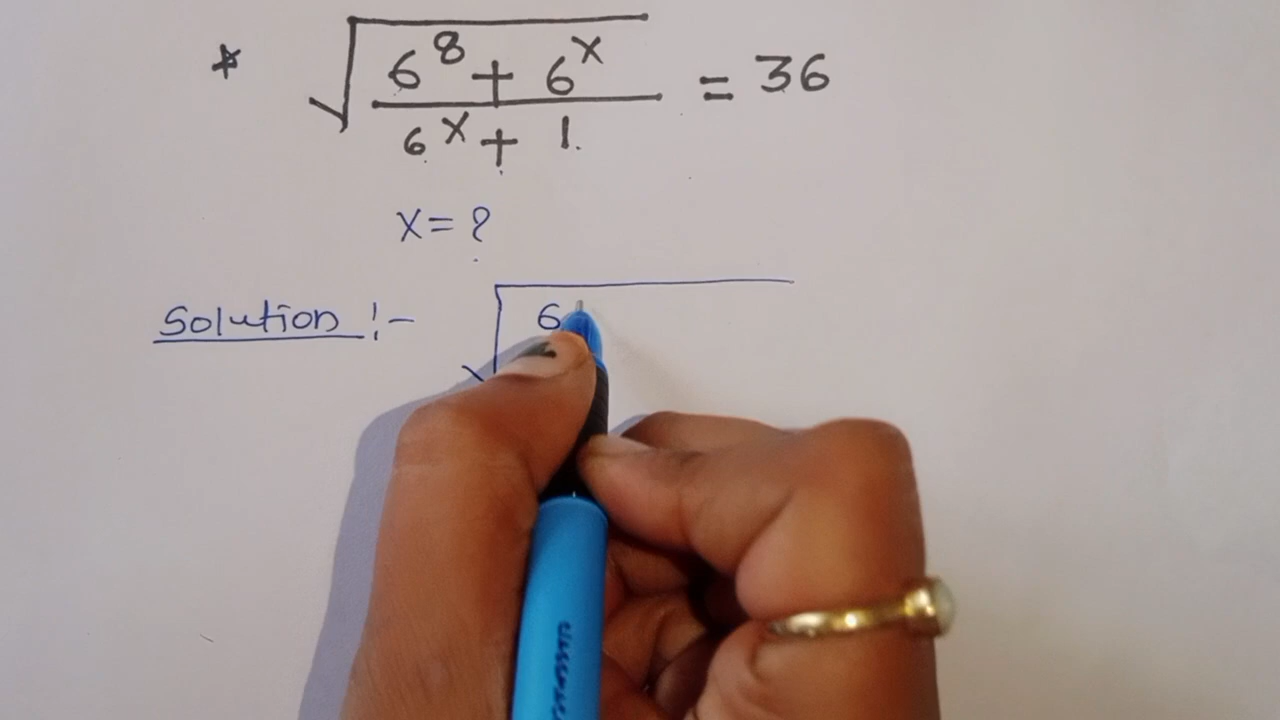 * √((6^8 + 6^x)/(6^x + 1)) = 36
x = ?
Solution :- √(6